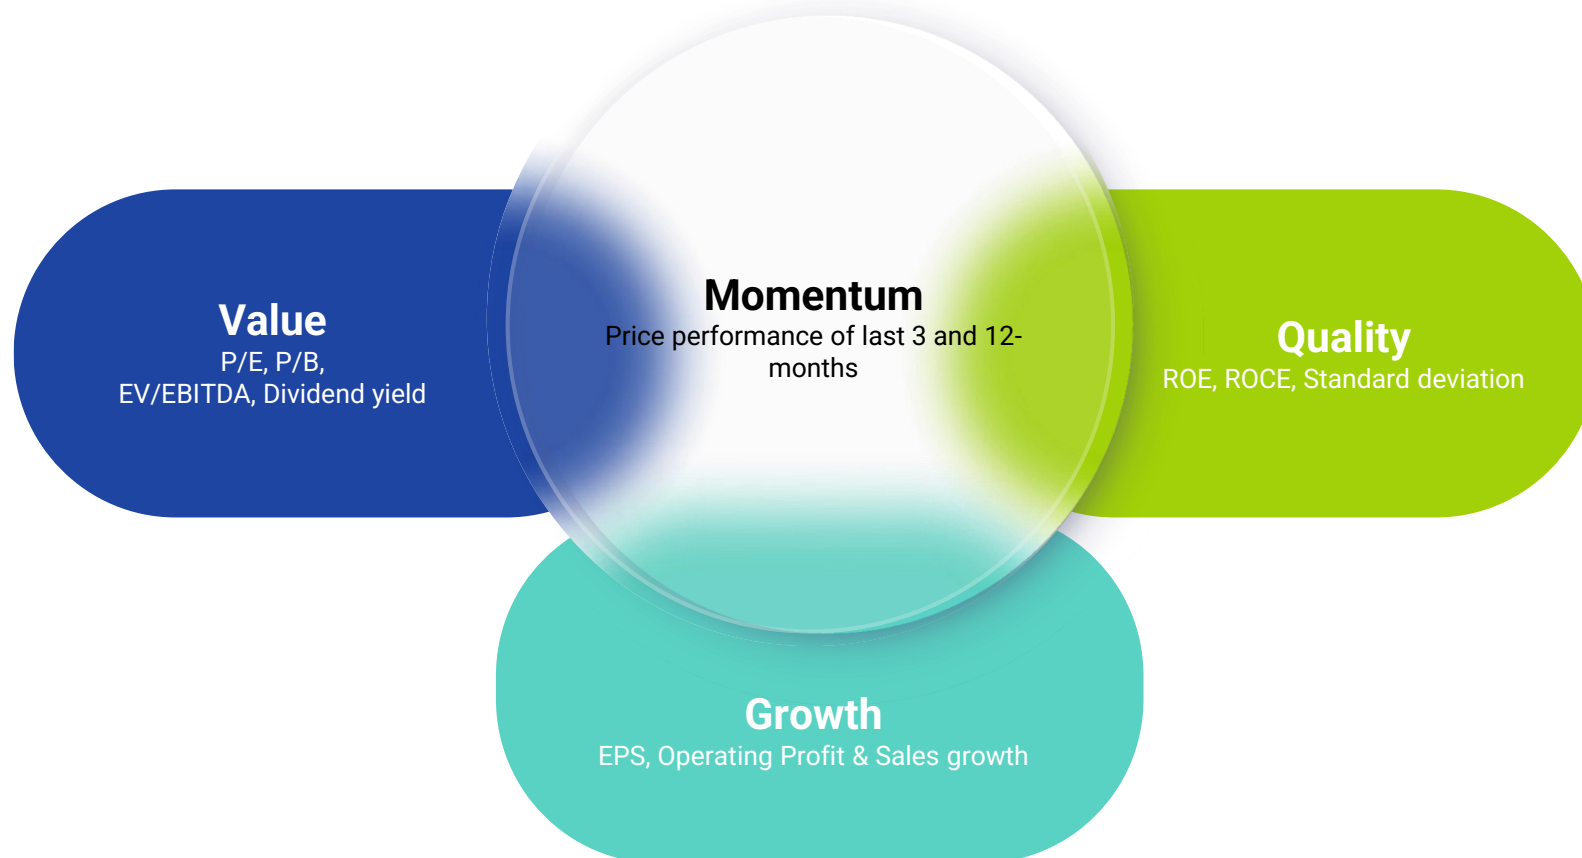 Momentum
Price performance of last 3 and 12-
months
Value
P/E, P/B,
EV/EBITDA, Dividend yield
Quality
ROE, ROCE, Standard deviation
Growth
EPS, Operating Profit & Sales growth